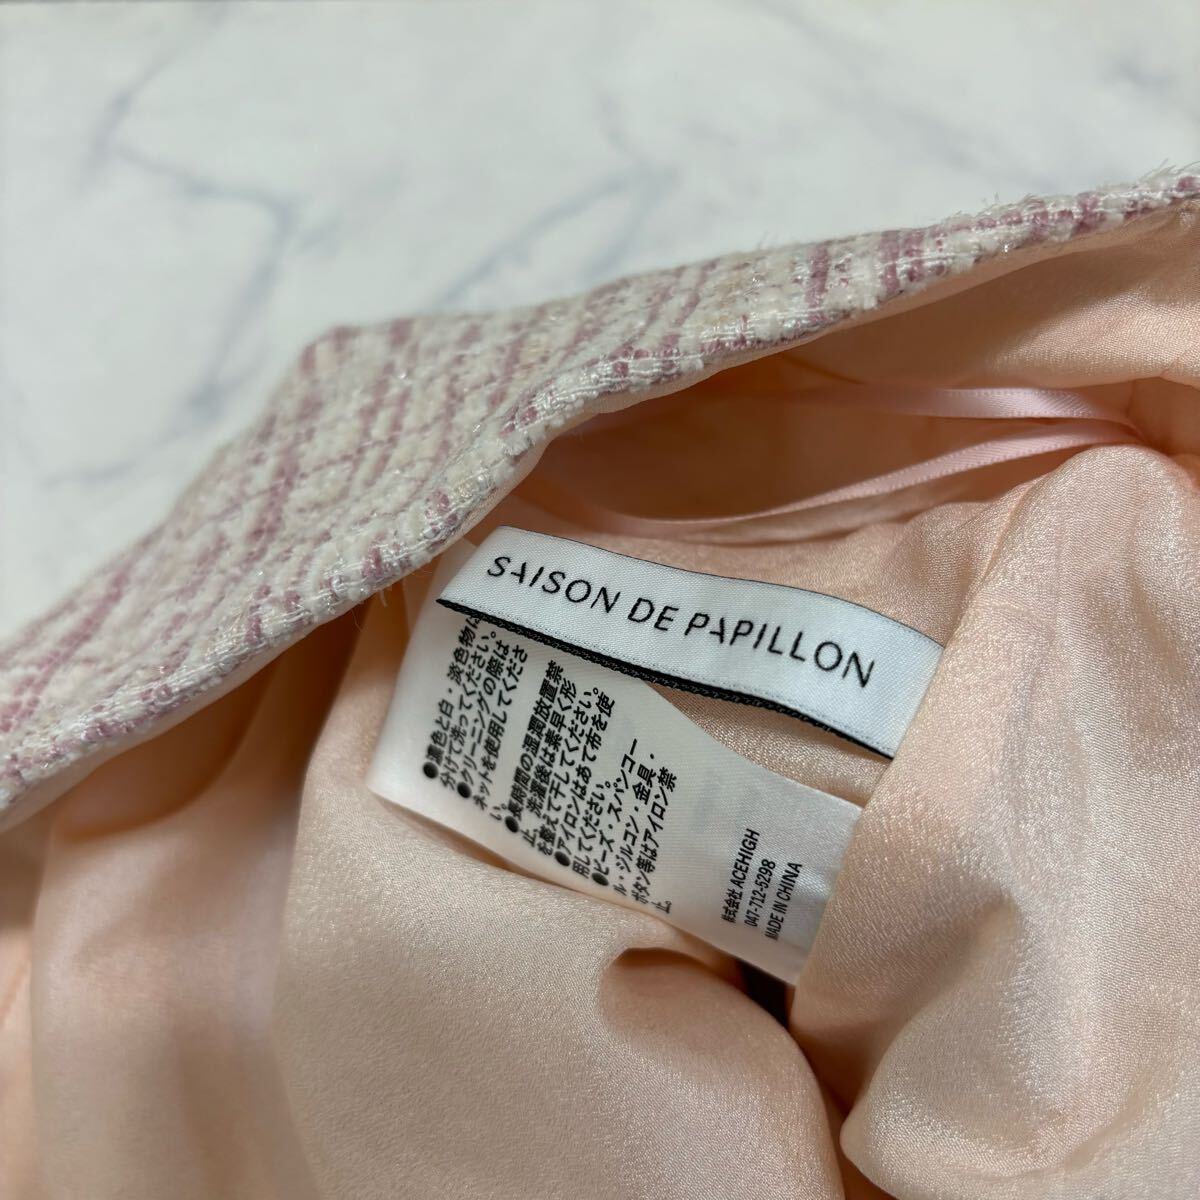 SAISON DE PAPILLON
●濃色と白・淡色物は
分けて洗ってください。
●クリーニングの際は
ネットを使用してくださ
い。
●長時間の湿潤放置禁
止。洗濯後は素早く形
を整えて干してください。
●アイロンはあて布を使
用してください。
●ビーズ・スパンコー
ル・ジルコン・金具・
ボタン等はアイロン禁
止。
株式会社 ACEHIGH
047-712-5298
MADE IN CHINA